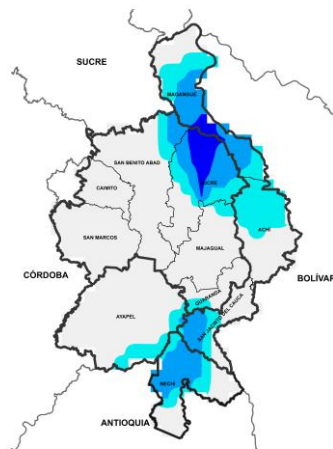 SUCRE
MAGANGUÉ
SAN BENITO ABAD
CAIMITO
SUCRE
ACHÍ
SAN MARCOS
MAJAGUAL
CÓRDOBA
BOLÍVAR
GUARANDA
SAN JACINTO DEL CAUCA
AYAPEL
NECHÍ
ANTIOQUIA